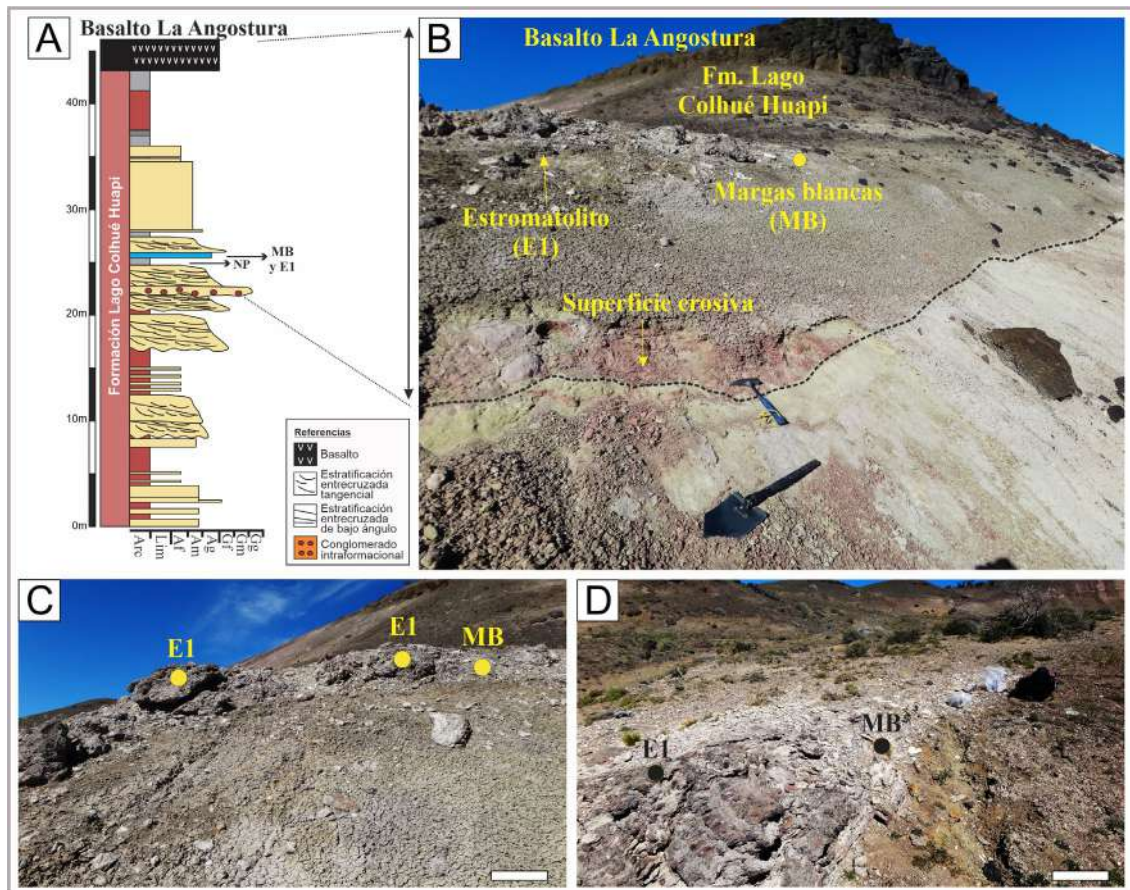 A
Basalto La Angostura
40m
30m
20m
10m
0m
Formación Lago Colhué Huapi
MB
y E1
NP
Arc
Lim
Af
Am
Ag
Gf
Gm
Gg
Referencias
Basalto
Estratificación
entrecruzada
tangencial
Estratificación
entrecruzada
de bajo ángulo
Conglomerado
intraformacional
B
Basalto La Angostura
Fm. Lago
Colhué Huapi
Estromatolito
(E1)
Margas blancas
(MB)
Superficie erosiva
C
E1
E1
MB
D
E1
MB